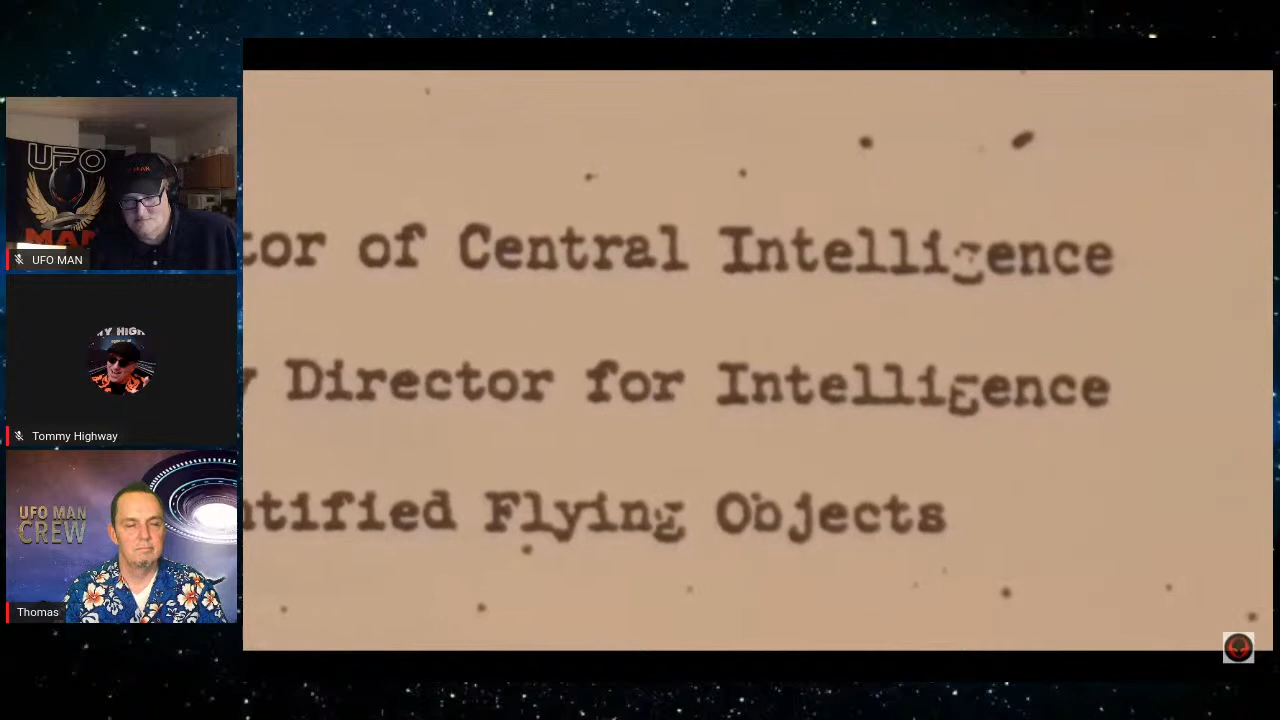 UFO
MAN
UFO MAN
Tommy Highway
UFO MAN
CREW
Thomas
tor of Central Intelligence
y Director for Intelligence
ntified Flying Objects